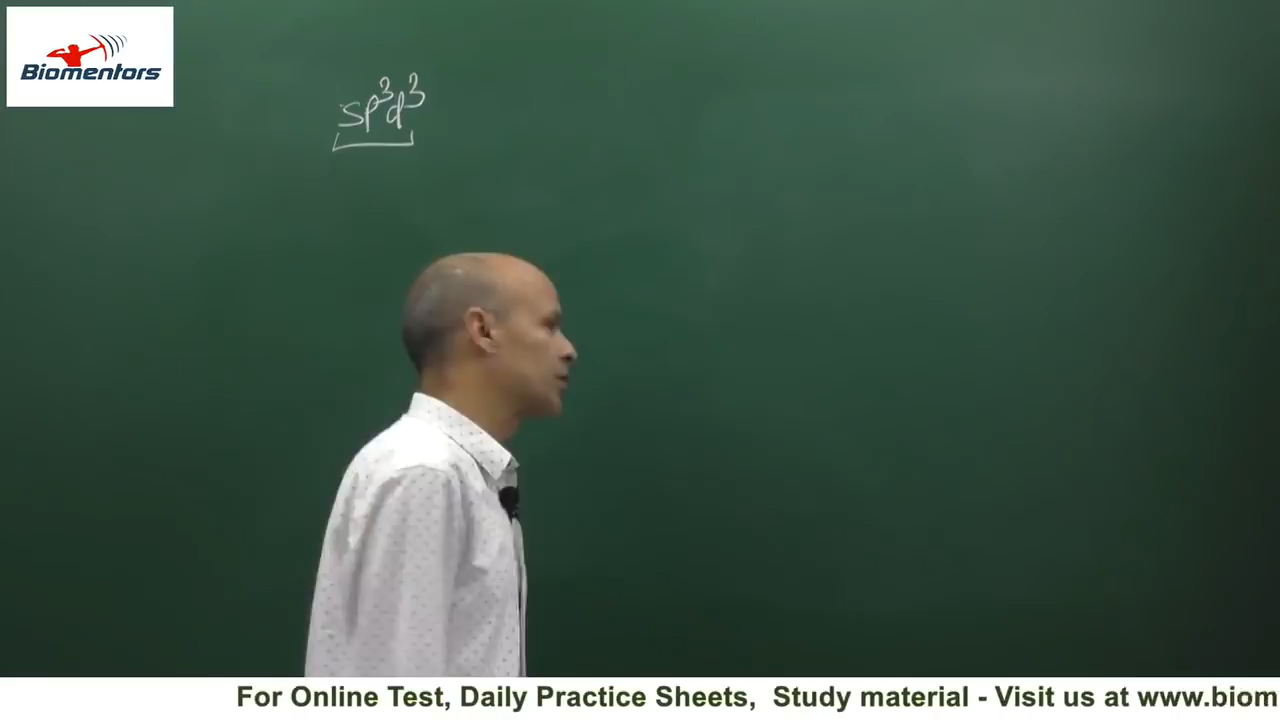 Biomentors
sp³d³
For Online Test, Daily Practice Sheets, Study material - Visit us at www.biom